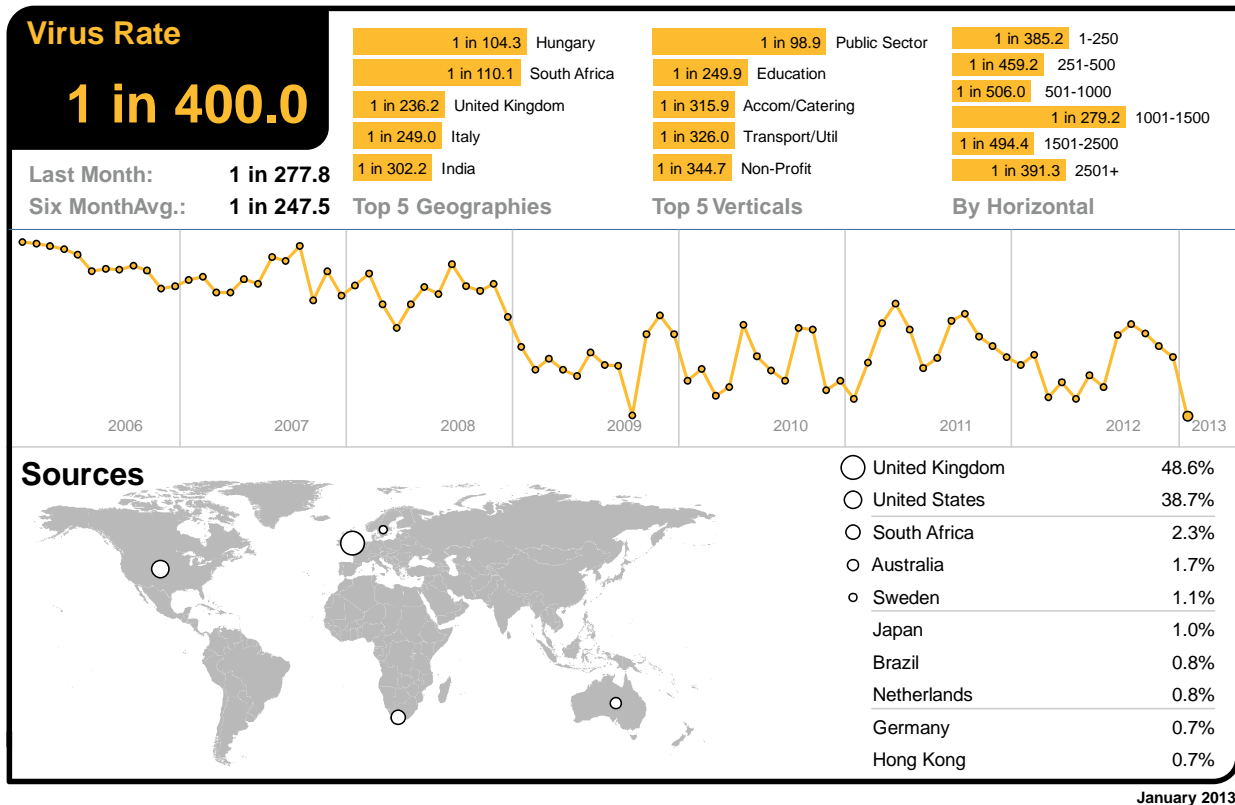 Virus Rate
1 in 400.0
Last Month: 1 in 277.8
Six MonthAvg.: 1 in 247.5
1 in 104.3 Hungary
1 in 110.1 South Africa
1 in 236.2 United Kingdom
1 in 249.0 Italy
1 in 302.2 India
Top 5 Geographies
1 in 98.9 Public Sector
1 in 249.9 Education
1 in 315.9 Accom/Catering
1 in 326.0 Transport/Util
1 in 344.7 Non-Profit
Top 5 Verticals
1 in 385.2 1-250
1 in 459.2 251-500
1 in 506.0 501-1000
1 in 279.2 1001-1500
1 in 494.4 1501-2500
1 in 391.3 2501+
By Horizontal
2006 2007 2008 2009 2010 2011 2012 2013
Sources
United Kingdom 48.6%
United States 38.7%
South Africa 2.3%
Australia 1.7%
Sweden 1.1%
Japan 1.0%
Brazil 0.8%
Netherlands 0.8%
Germany 0.7%
Hong Kong 0.7%
January 2013